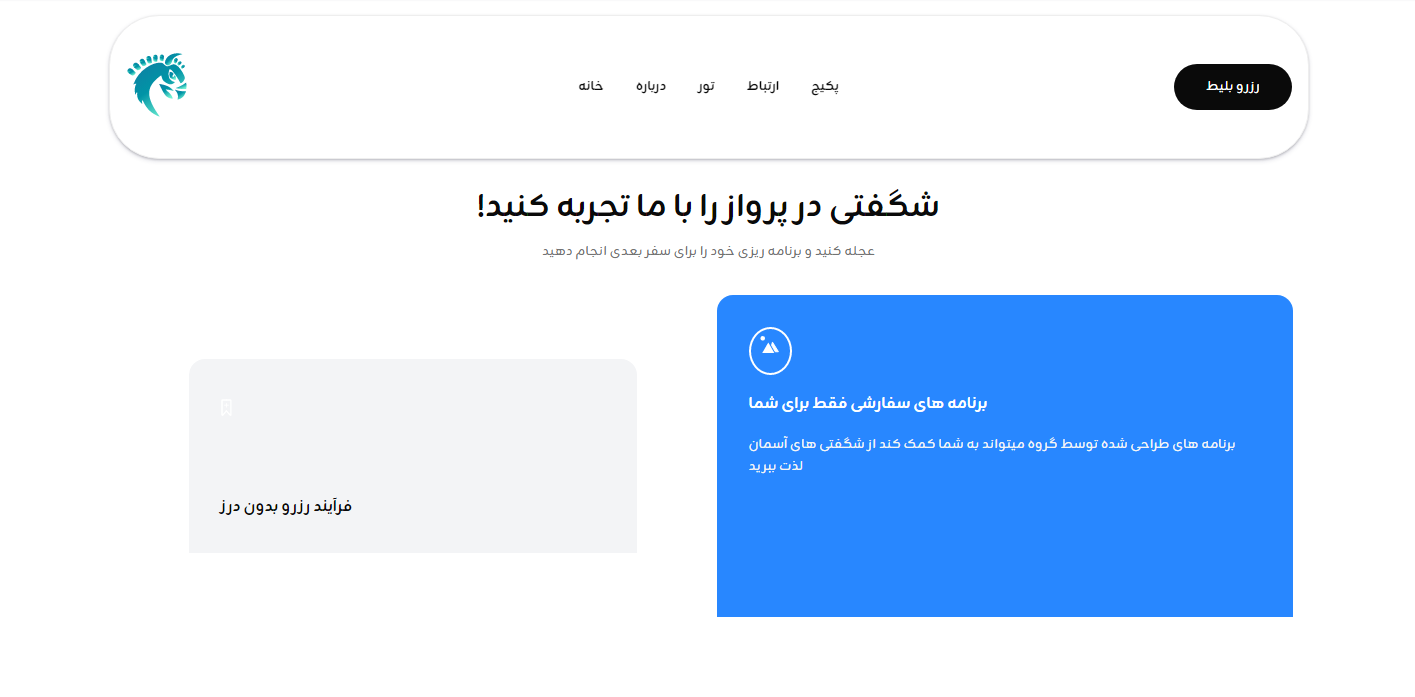 رزرو بلیط
پکیج
ارتباط
تور
درباره
خانه
شگفتی در پرواز را با ما تجربه کنید!
عجله کنید و برنامه ریزی خود را برای سفر بعدی انجام دهید
برنامه های سفارشی فقط برای شما
برنامه های طراحی شده توسط گروه میتواند به شما کمک کند از شگفتی های آسمان
لذت ببرید
فرآیند رزرو بدون درز